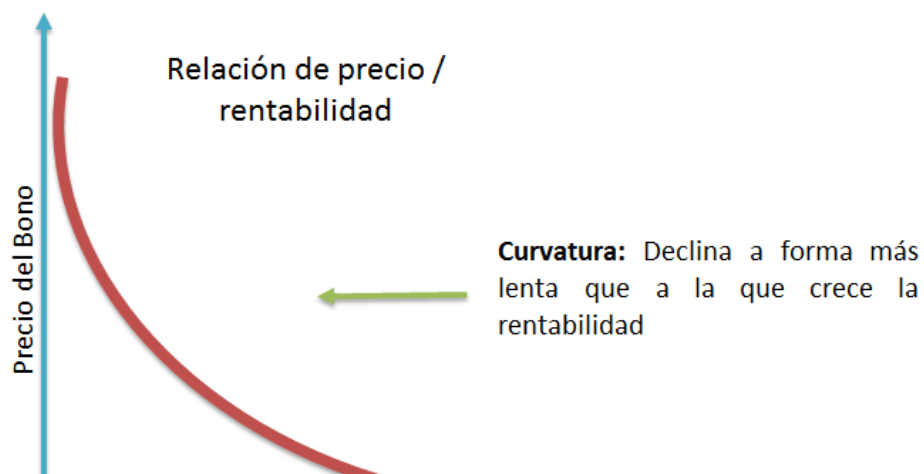 Relación de precio /
rentabilidad
Precio del Bono
Curvatura: Declina a forma más
lenta que a la que crece la
rentabilidad